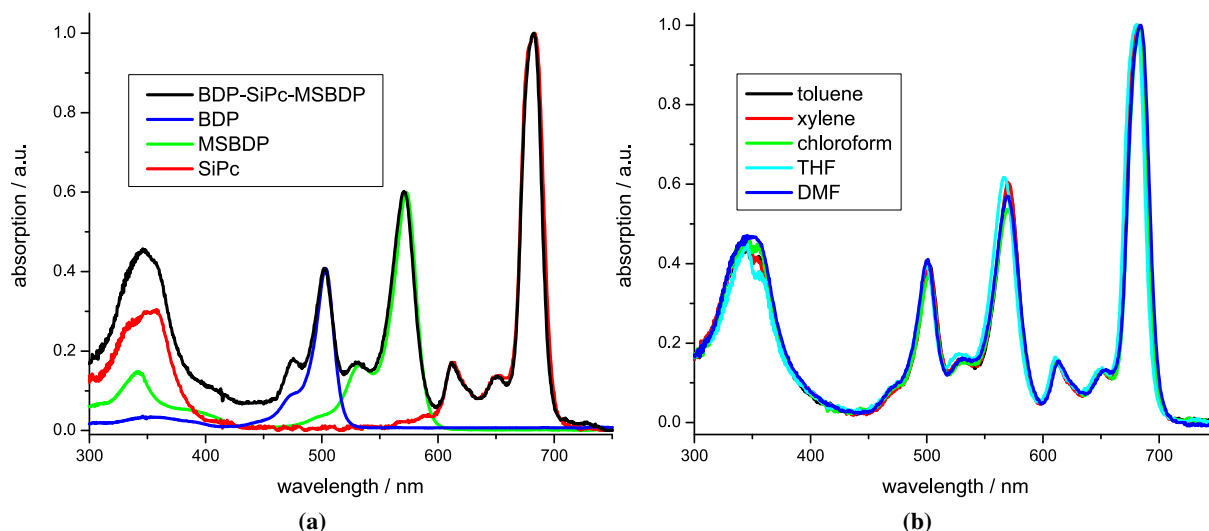 1.0
0.8
0.6
0.4
0.2
0.0
absorption / a.u.
BDP-SiPc-MSBDP
BDP
MSBDP
SiPc
300 400 500 600 700
wavelength / nm
(a)
1.0
0.8
0.6
0.4
0.2
0.0
absorption / a.u.
toluene
xylene
chloroform
THF
DMF
300 400 500 600 700
wavelength / nm
(b)